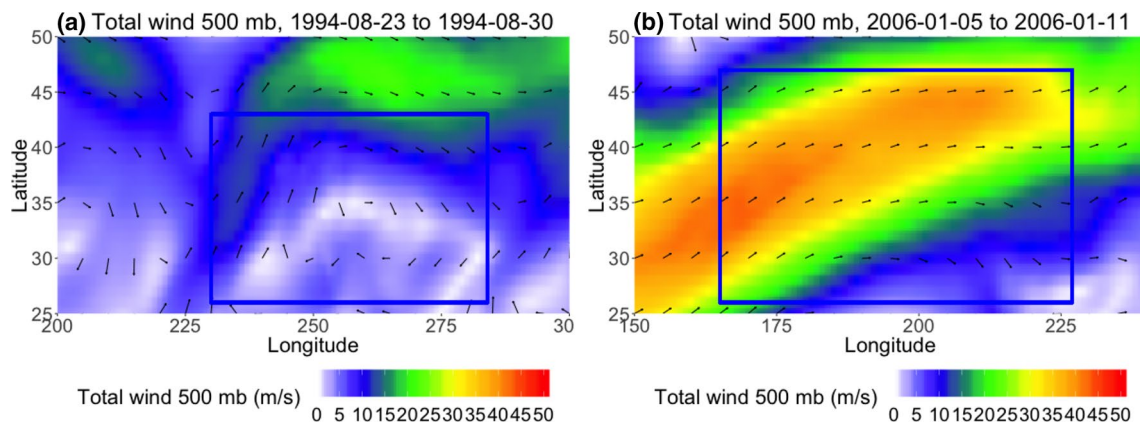 (a) Total wind 500 mb, 1994-08-23 to 1994-08-30
50
45
40
35
30
25
Latitude
200 225 250 275 30
Longitude
Total wind 500 mb (m/s)
0 5 10 15 20 25 30 35 40 45 50
(b) Total wind 500 mb, 2006-01-05 to 2006-01-11
50
45
40
35
30
25
Latitude
150 175 200 225
Longitude
Total wind 500 mb (m/s)
0 5 10 15 20 25 30 35 40 45 50